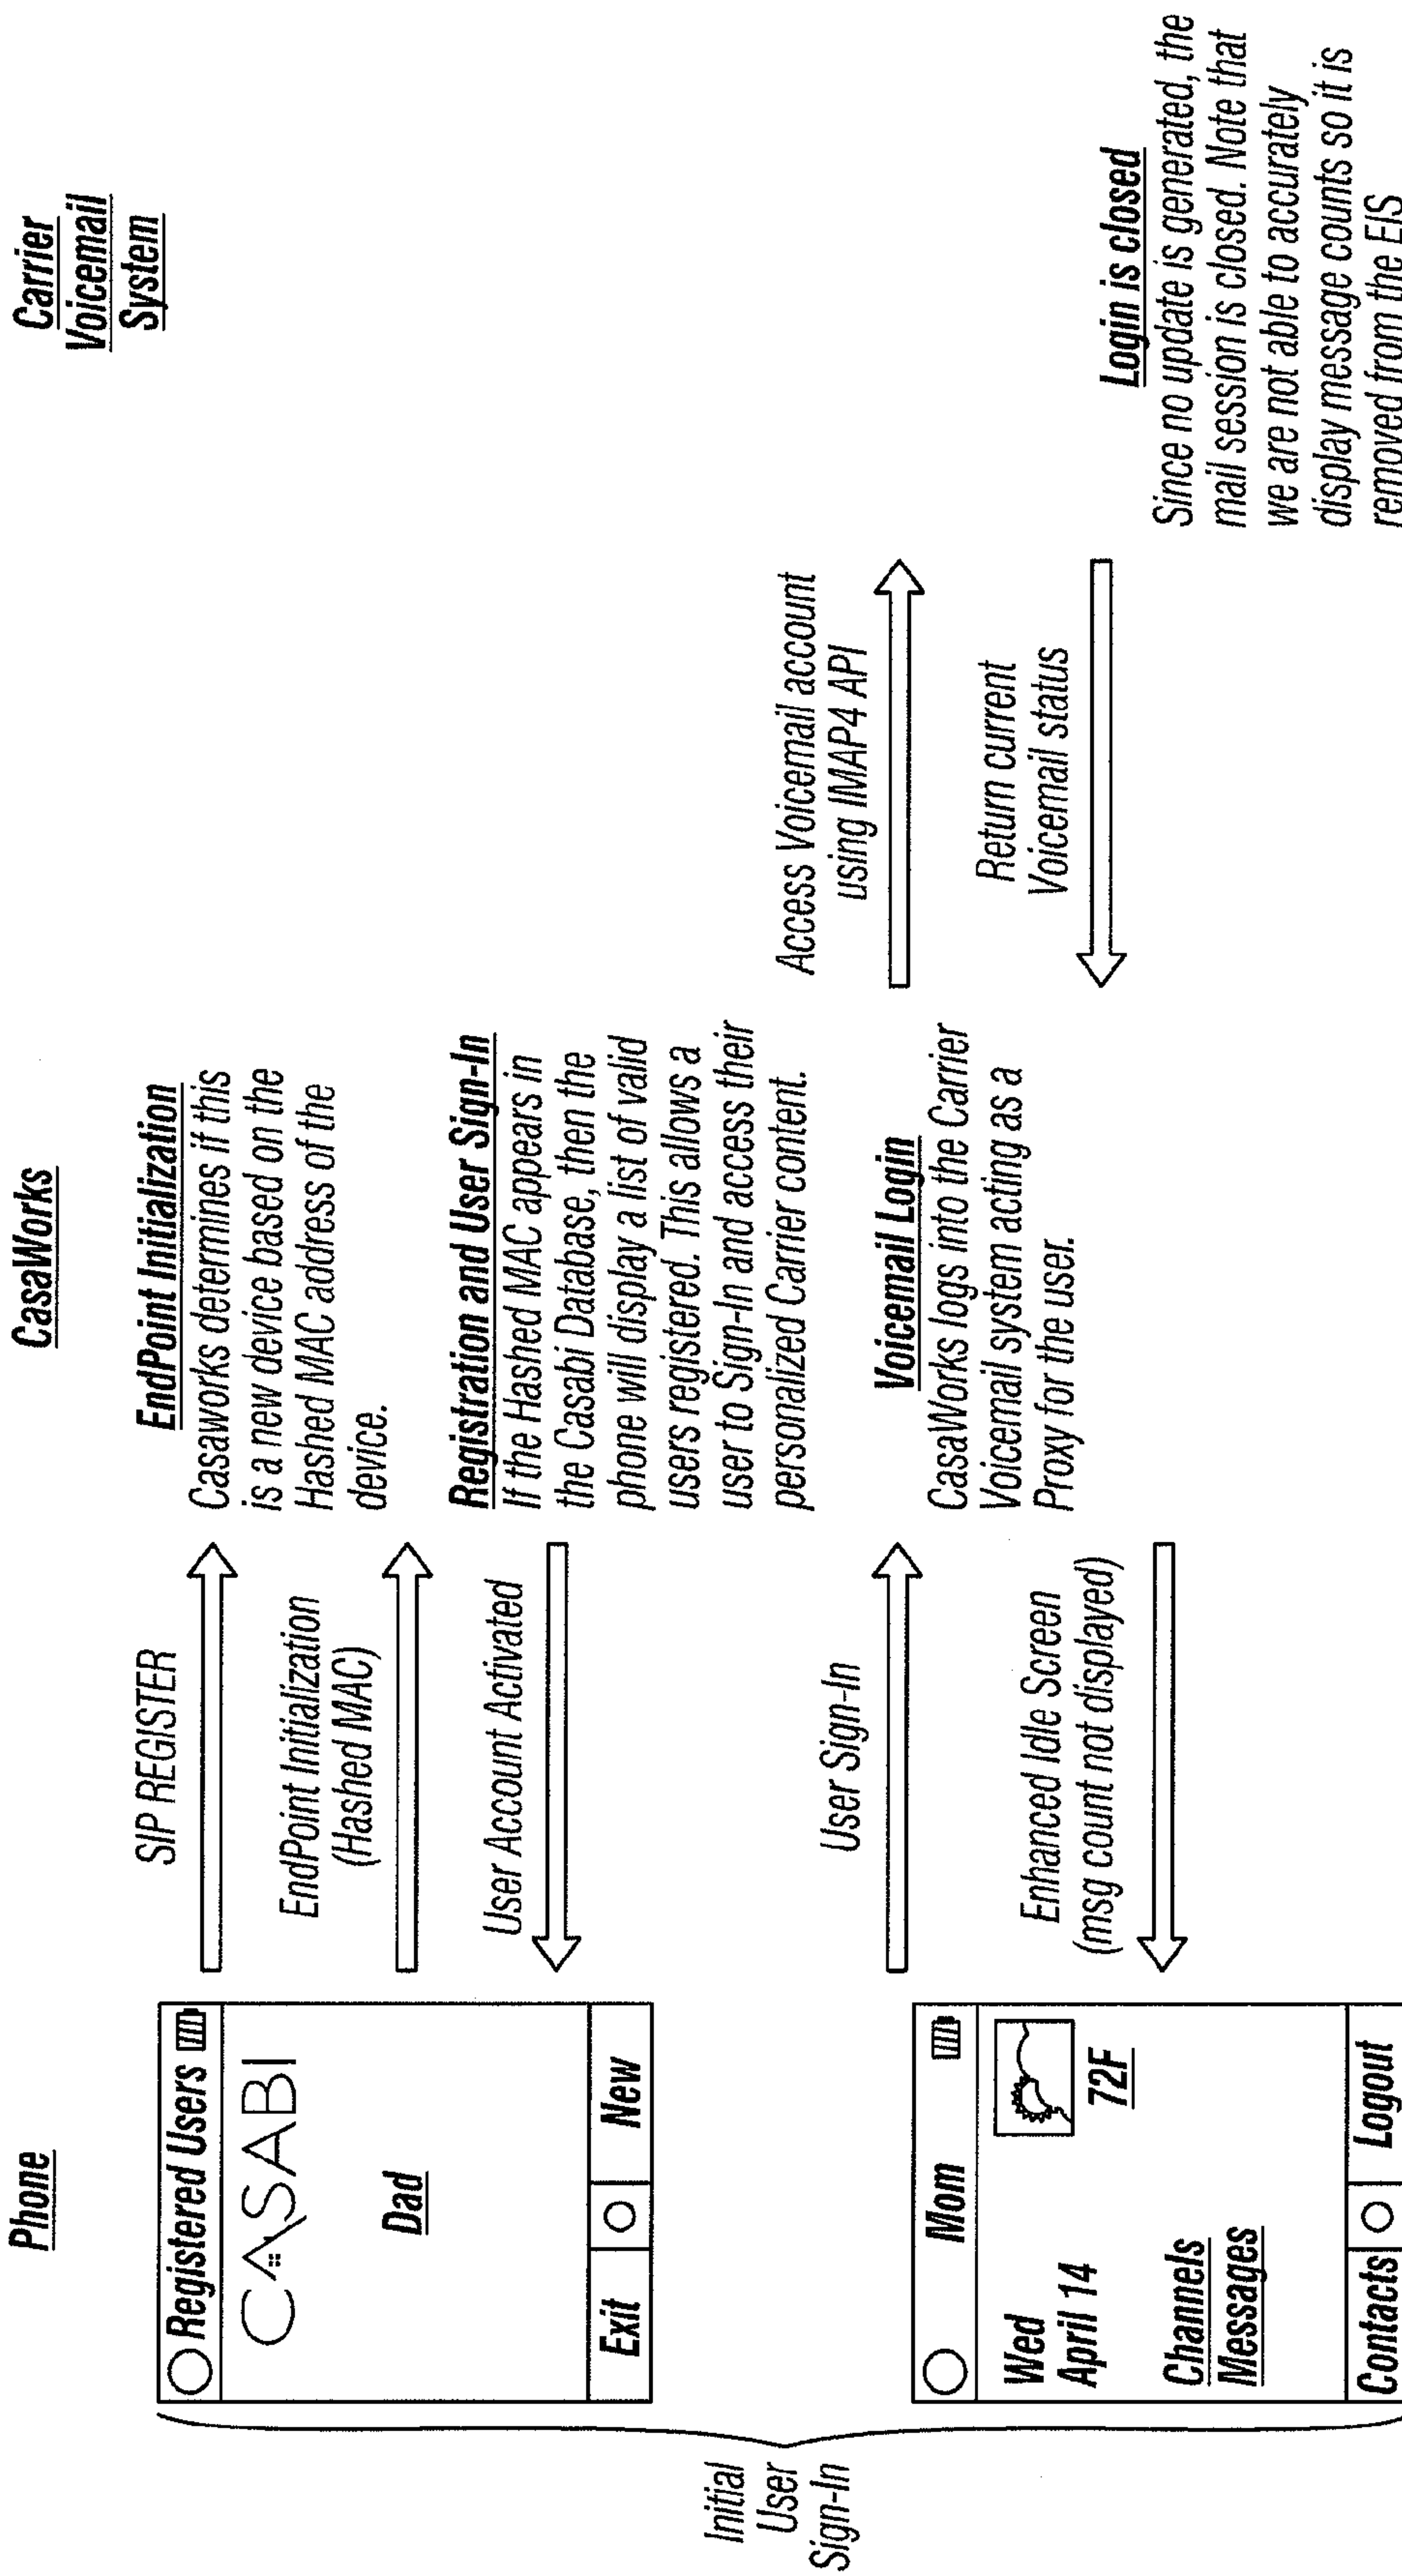 Phone
CasaWorks
Carrier
Voicemail
System
Initial
User
Sign-In
Registered Users
CASABI
Dad
Exit
New
SIP REGISTER
EndPoint Initialization
(Hashed MAC)
User Account Activated
EndPoint Initialization
Casaworks determines if this
is a new device based on the
Hashed MAC address of the
device.
Registration and User Sign-In
If the Hashed MAC appears in
the Casabi Database, then the
phone will display a list of valid
users registered. This allows a
user to Sign-In and access their
personalized Carrier content.
Mom
Wed
April 14
72F
Channels
Messages
Contacts
Logout
User Sign-In
Enhanced Idle Screen
(msg count not displayed)
Voicemail Login
CasaWorks logs into the Carrier
Voicemail system acting as a
Proxy for the user.
Access Voicemail account
using IMAP4 API
Return current
Voicemail status
Login is closed
Since no update is generated, the
mail session is closed. Note that
we are not able to accurately
display message counts so it is
removed from the EIS